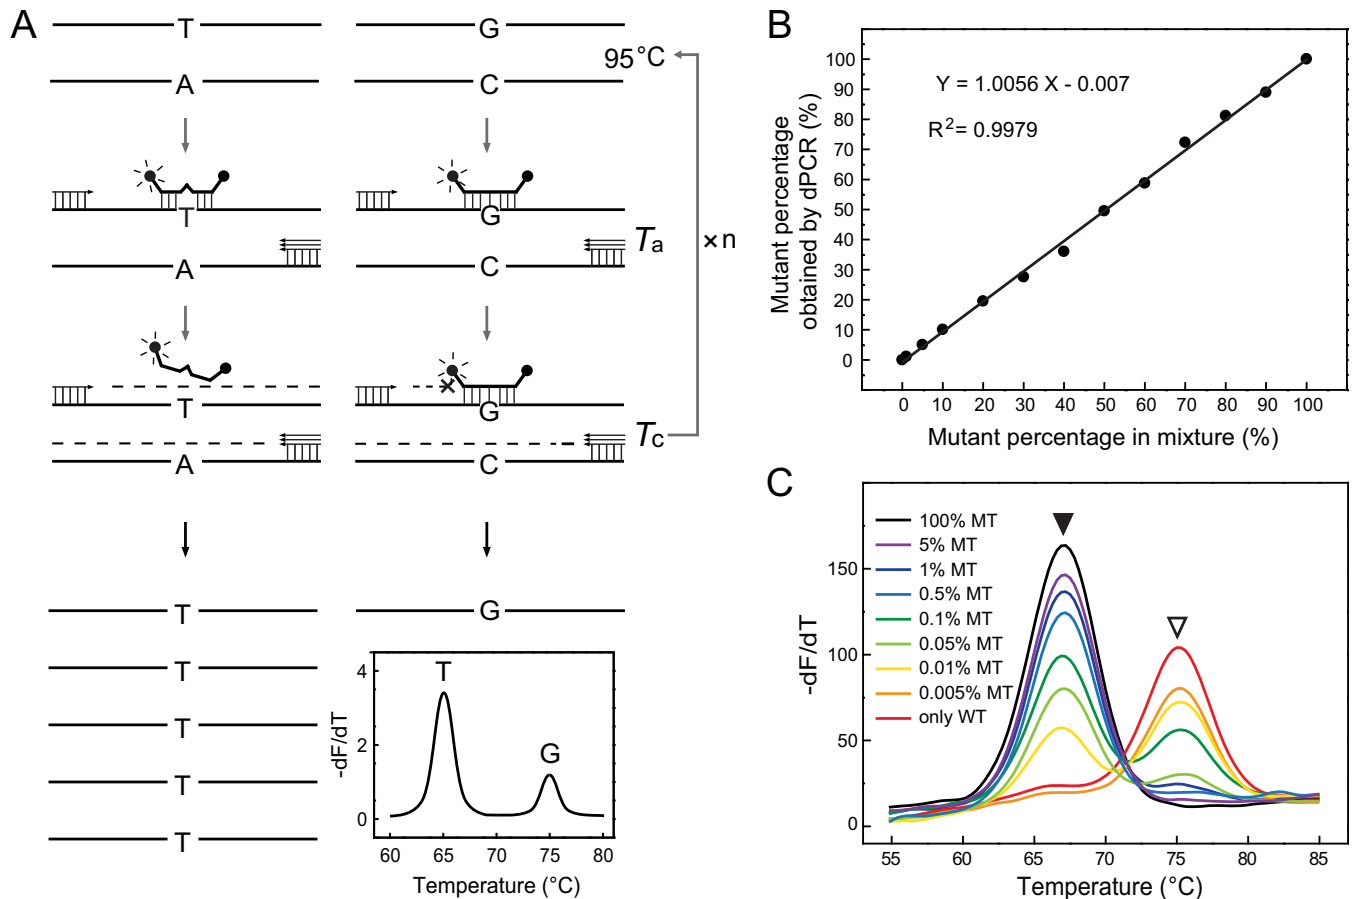 A
T
G
95°C
A
C
T
G
Ta
×n
A
C
T
G
Tc
A
C
T
G
T
T
T
T
-dF/dT
4
2
0
T
G
60 65 70 75 80
Temperature (°C)
B
Mutant percentage
obtained by dPCR (%)
100
90
80
70
60
50
40
30
20
10
0
Y = 1.0056 X - 0.007
R²= 0.9979
0 10 20 30 40 50 60 70 80 90 100
Mutant percentage in mixture (%)
C
-dF/dT
150
100
50
0
100% MT
5% MT
1% MT
0.5% MT
0.1% MT
0.05% MT
0.01% MT
0.005% MT
only WT
55 60 65 70 75 80 85
Temperature (°C)